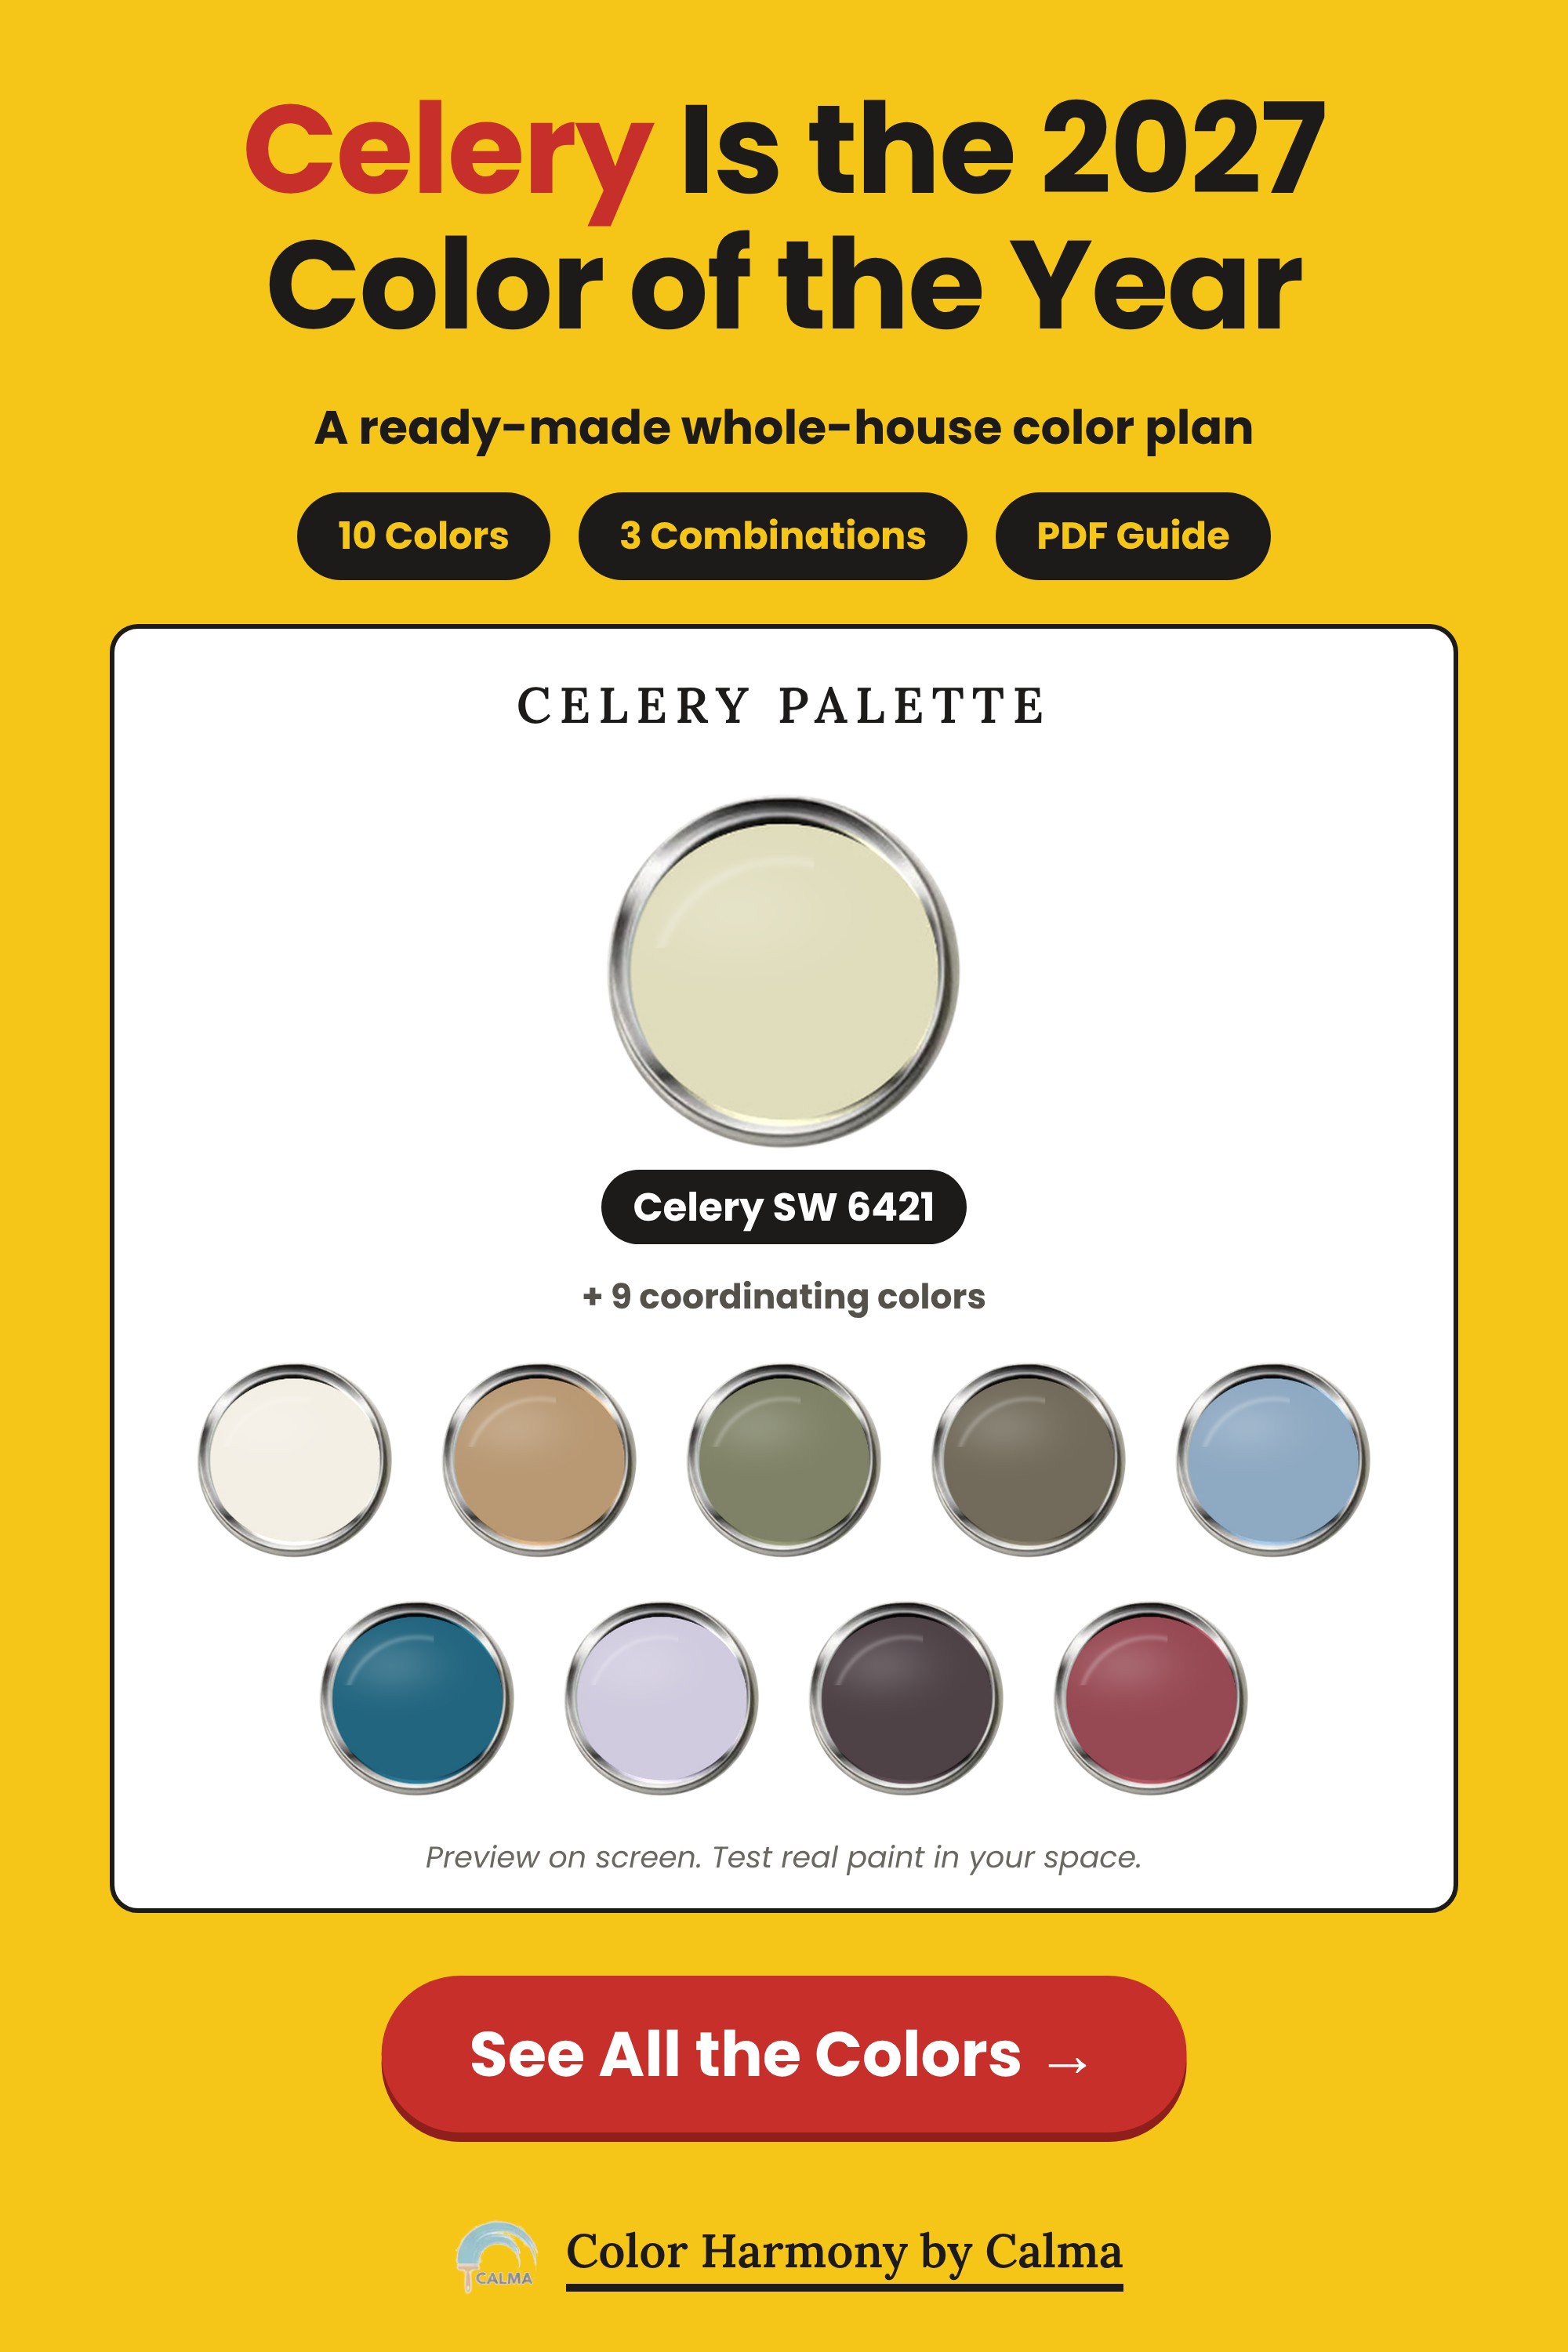 Celery Is the 2027
Color of the Year
A ready-made whole-house color plan
10 Colors
3 Combinations
PDF Guide
CELERY PALETTE
Celery SW 6421
+ 9 coordinating colors
Preview on screen. Test real paint in your space.
See All the Colors →
CALMA
Color Harmony by Calma